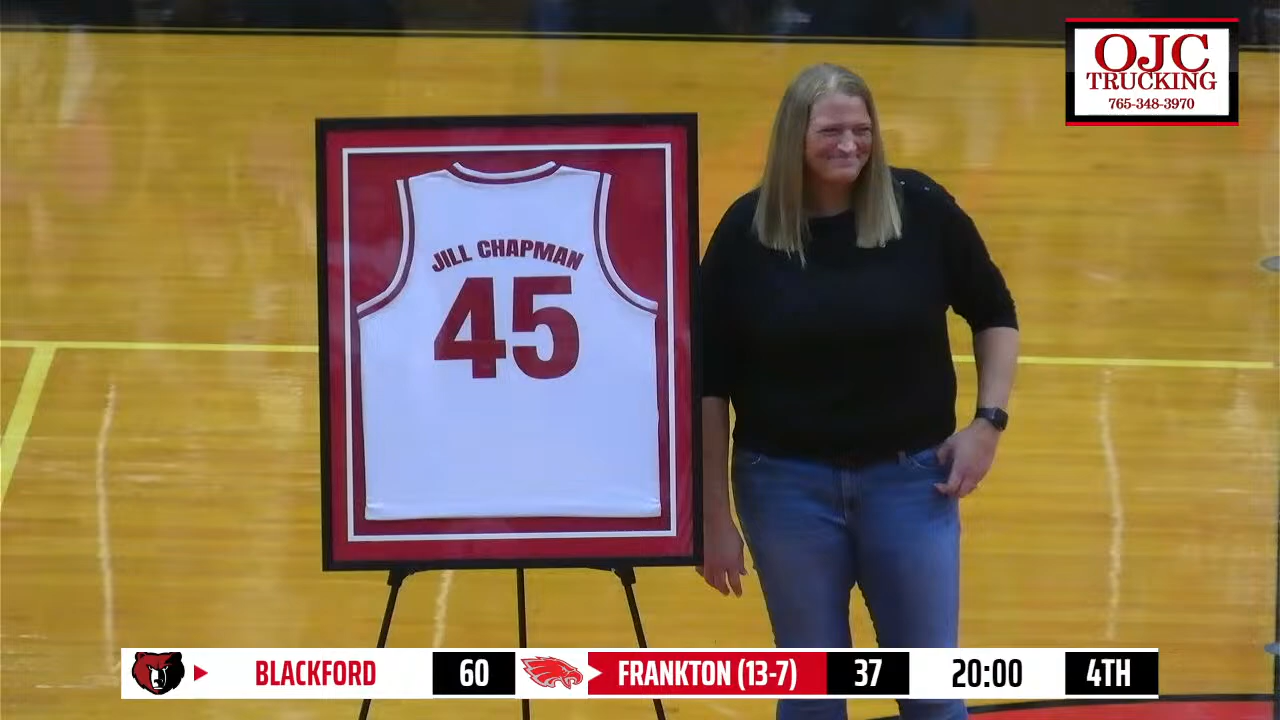 OJC
TRUCKING
765-348-3970
JILL CHAPMAN
45
BLACKFORD 60 FRANKTON (13-7) 37 20:00 4TH